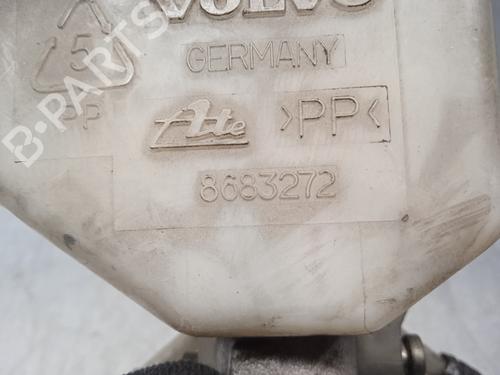 VOLVO
5
GERMANY
PP
Ate
>PP<
8683272
B-PARTS